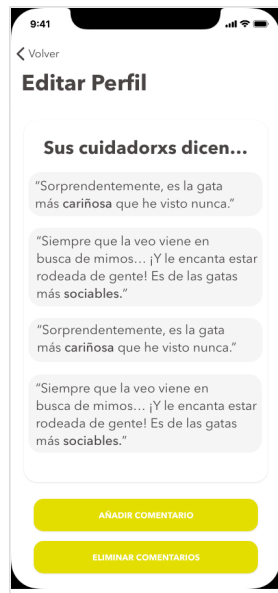 9:41
Volver
Editar Perfil
Sus cuidadorxs dicen...
“Sorprendentemente, es la gata
más cariñosa que he visto nunca.”
“Siempre que la veo viene en
busca de mimos... ¡Y le encanta estar
rodeada de gente! Es de las gatas
más sociables.”
“Sorprendentemente, es la gata
más cariñosa que he visto nunca.”
“Siempre que la veo viene en
busca de mimos... ¡Y le encanta estar
rodeada de gente! Es de las gatas
más sociables.”
AÑADIR COMENTARIO
ELIMINAR COMENTARIOS